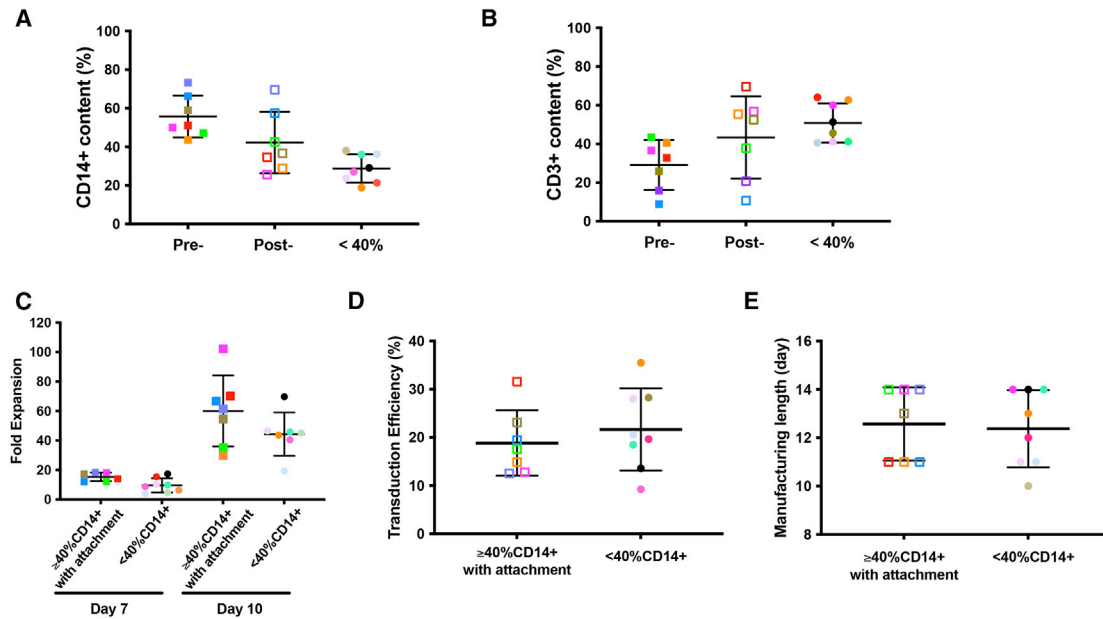 A
CD14+ content (%)
100
80
60
40
20
0
Pre-
Post-
< 40%
B
CD3+ content (%)
100
80
60
40
20
0
Pre-
Post-
< 40%
C
Fold Expansion
120
100
80
60
40
20
0
≥40%CD14+
with attachment
<40%CD14+
≥40%CD14+
with attachment
<40%CD14+
Day 7
Day 10
D
Transduction Efficiency (%)
40
30
20
10
0
≥40%CD14+
with attachment
<40%CD14+
E
Manufacturing length (day)
16
14
12
10
8
≥40%CD14+
with attachment
<40%CD14+